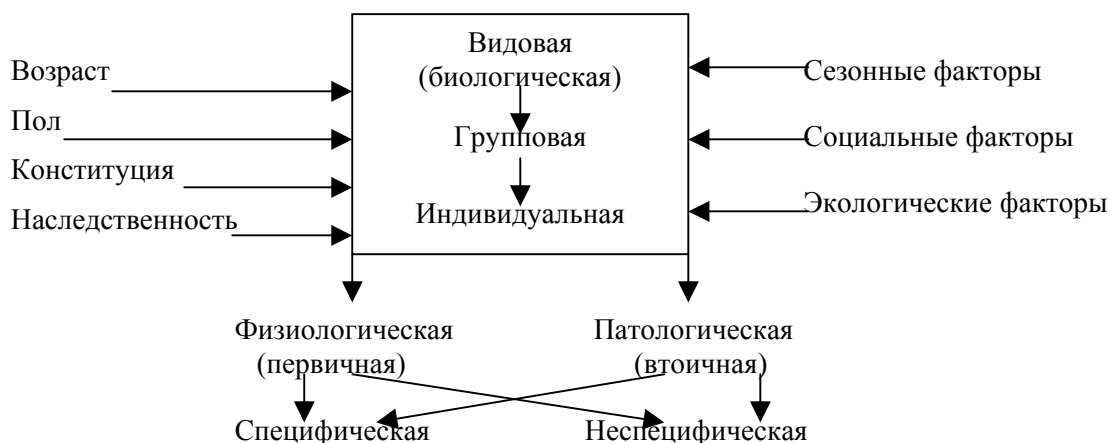 Видовая
(биологическая)
Групповая
Индивидуальная
Возраст
Пол
Конституция
Наследственность
Сезонные факторы
Социальные факторы
Экологические факторы
Физиологическая
(первичная)
Патологическая
(втоичная)
Специфическая
Неспецифическая